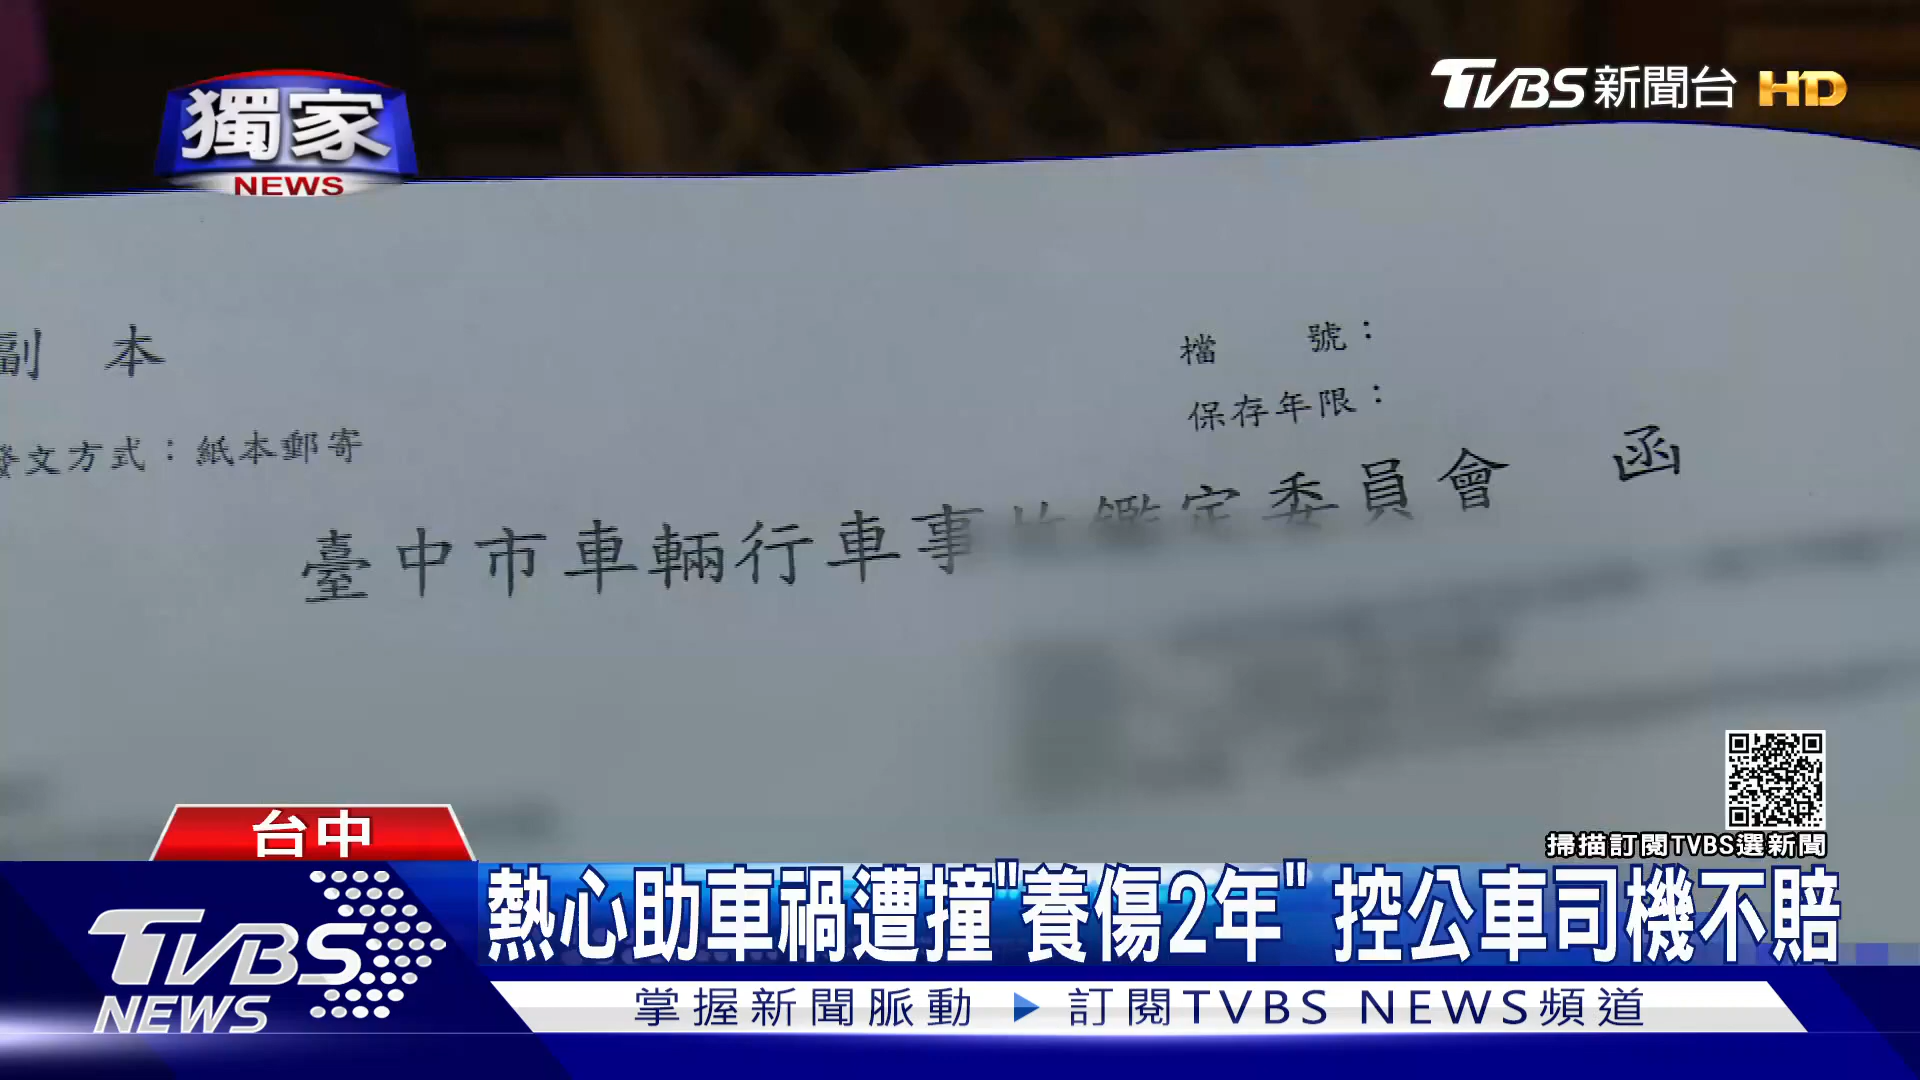 獨家
NEWS
TVBS新聞台 HD
副本
檔號：
保存年限：
發文方式：紙本郵寄
臺中市車輛行車事故鑑定委員會 函
掃描訂閱TVBS選新聞
台中
熱心助車禍遭撞"養傷2年" 控公車司機不賠
TVBS
NEWS
掌握新聞脈動 ▶ 訂閱TVBS NEWS頻道